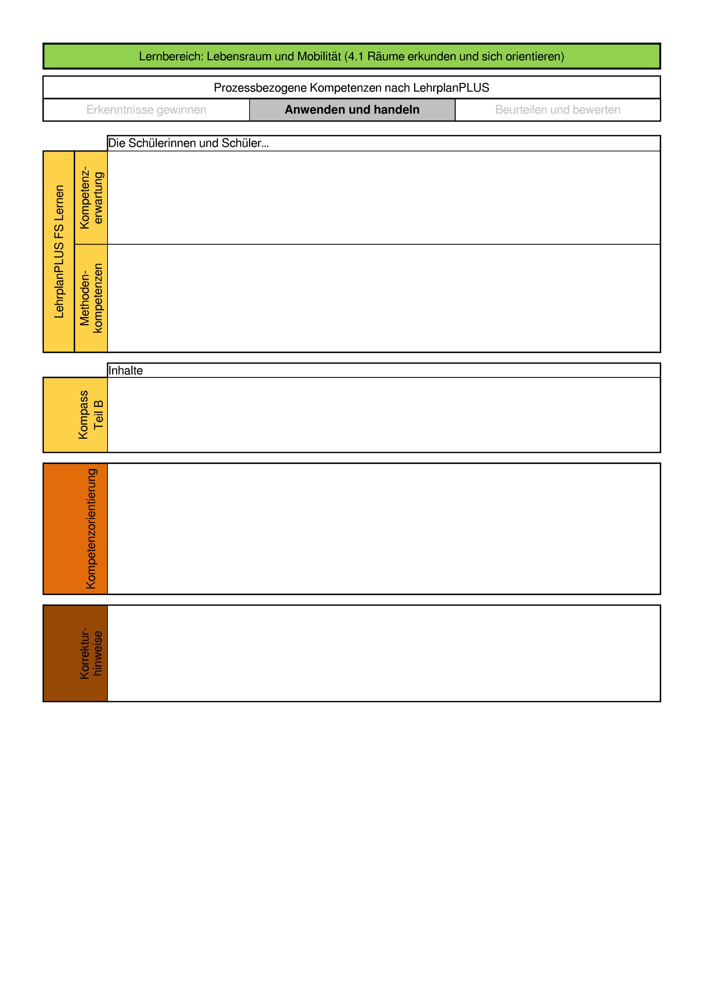 Lernbereich: Lebensraum und Mobilität (4.1 Räume erkunden und sich orientieren)
Prozessbezogene Kompetenzen nach LehrplanPLUS
Erkenntnisse gewinnen
Anwenden und handeln
Beurteilen und bewerten
Die Schülerinnen und Schüler...
LehrplanPLUS FS Lernen
Kompetenz-
erwartung
Methoden-
kompetenzen
Inhalte
Kompass
Teil B
Kompetenzorientierung
Korrektur-
hinweise